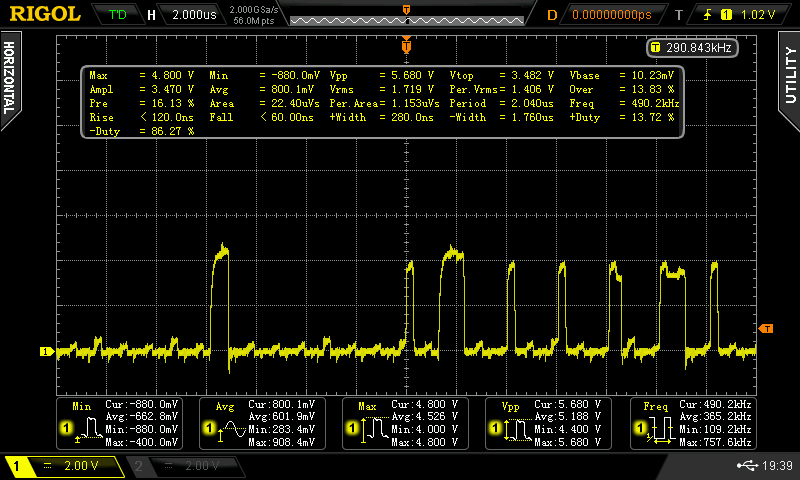 RIGOL T'D H 2.000us 2.000GSa/s 56.0M pts D 0.00000000ps T 1 1.02 V
T 290.843kHz
HORIZONTAL
UTILITY
Max = 4.800 V Min = -880.0mV Vpp = 5.680 V Vtop = 3.482 V Vbase = 10.23mV
Ampl = 3.470 V Avg = 800.1mV Vrms = 1.719 V Per.Vrms= 1.406 V Over = 13.83 %
Pre = 16.13 % Area = 22.40uVs Per.Area= 1.153uVs Period = 2.040us Freq = 490.2kHz
Rise < 120.0ns Fall < 60.00ns +Width = 280.0ns -Width = 1.760us +Duty = 13.72 %
-Duty = 86.27 %
T
1
T
Min Cur:-880.0mV
Avg:-662.8mV
1 Min:-880.0mV
Max:-400.0mV
Avg Cur:800.1mV
Avg:601.9mV
1 Min:283.4mV
Max:908.4mV
Max Cur:4.800 V
Avg:4.526 V
1 Min:4.000 V
Max:4.800 V
Vpp Cur:5.680 V
Avg:5.188 V
1 Min:4.400 V
Max:5.680 V
Freq Cur:490.2kHz
Avg:365.2kHz
1 Min:109.2kHz
Max:757.6kHz
1 2.00 V 2 2.00 V 19:39